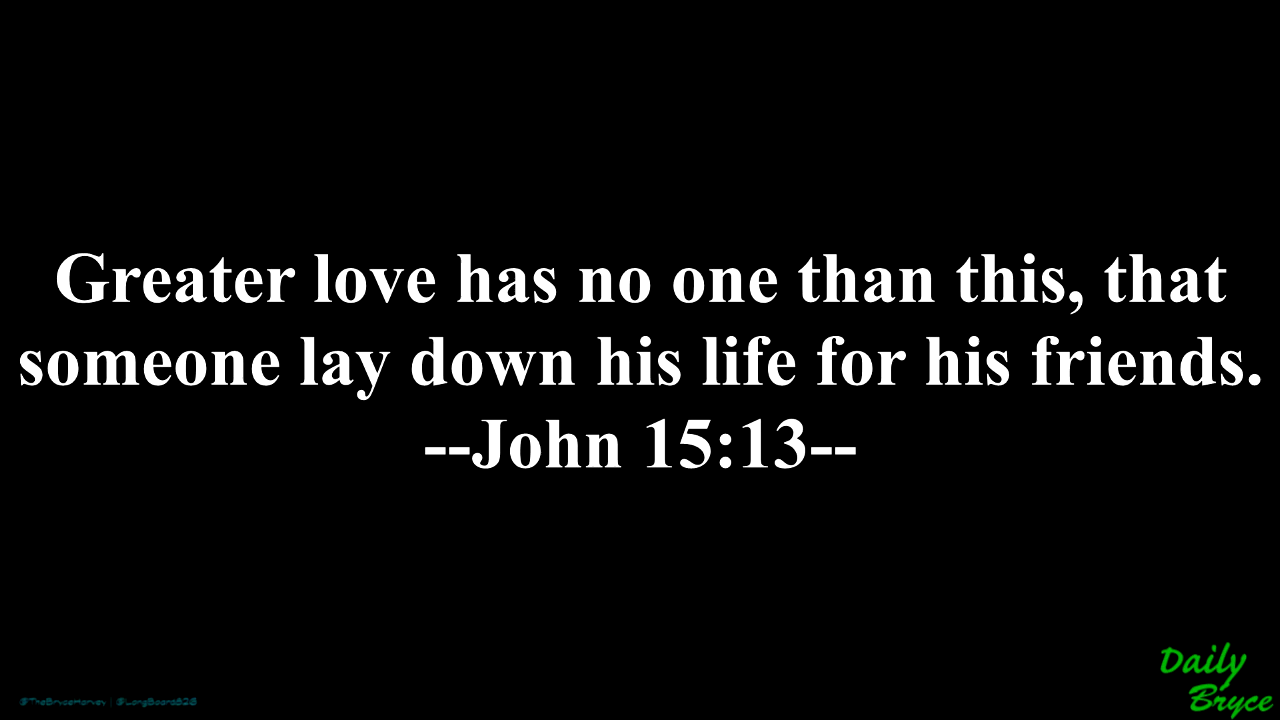 Greater love has no one than this, that
someone lay down his life for his friends.
--John 15:13--
Daily
Bryce